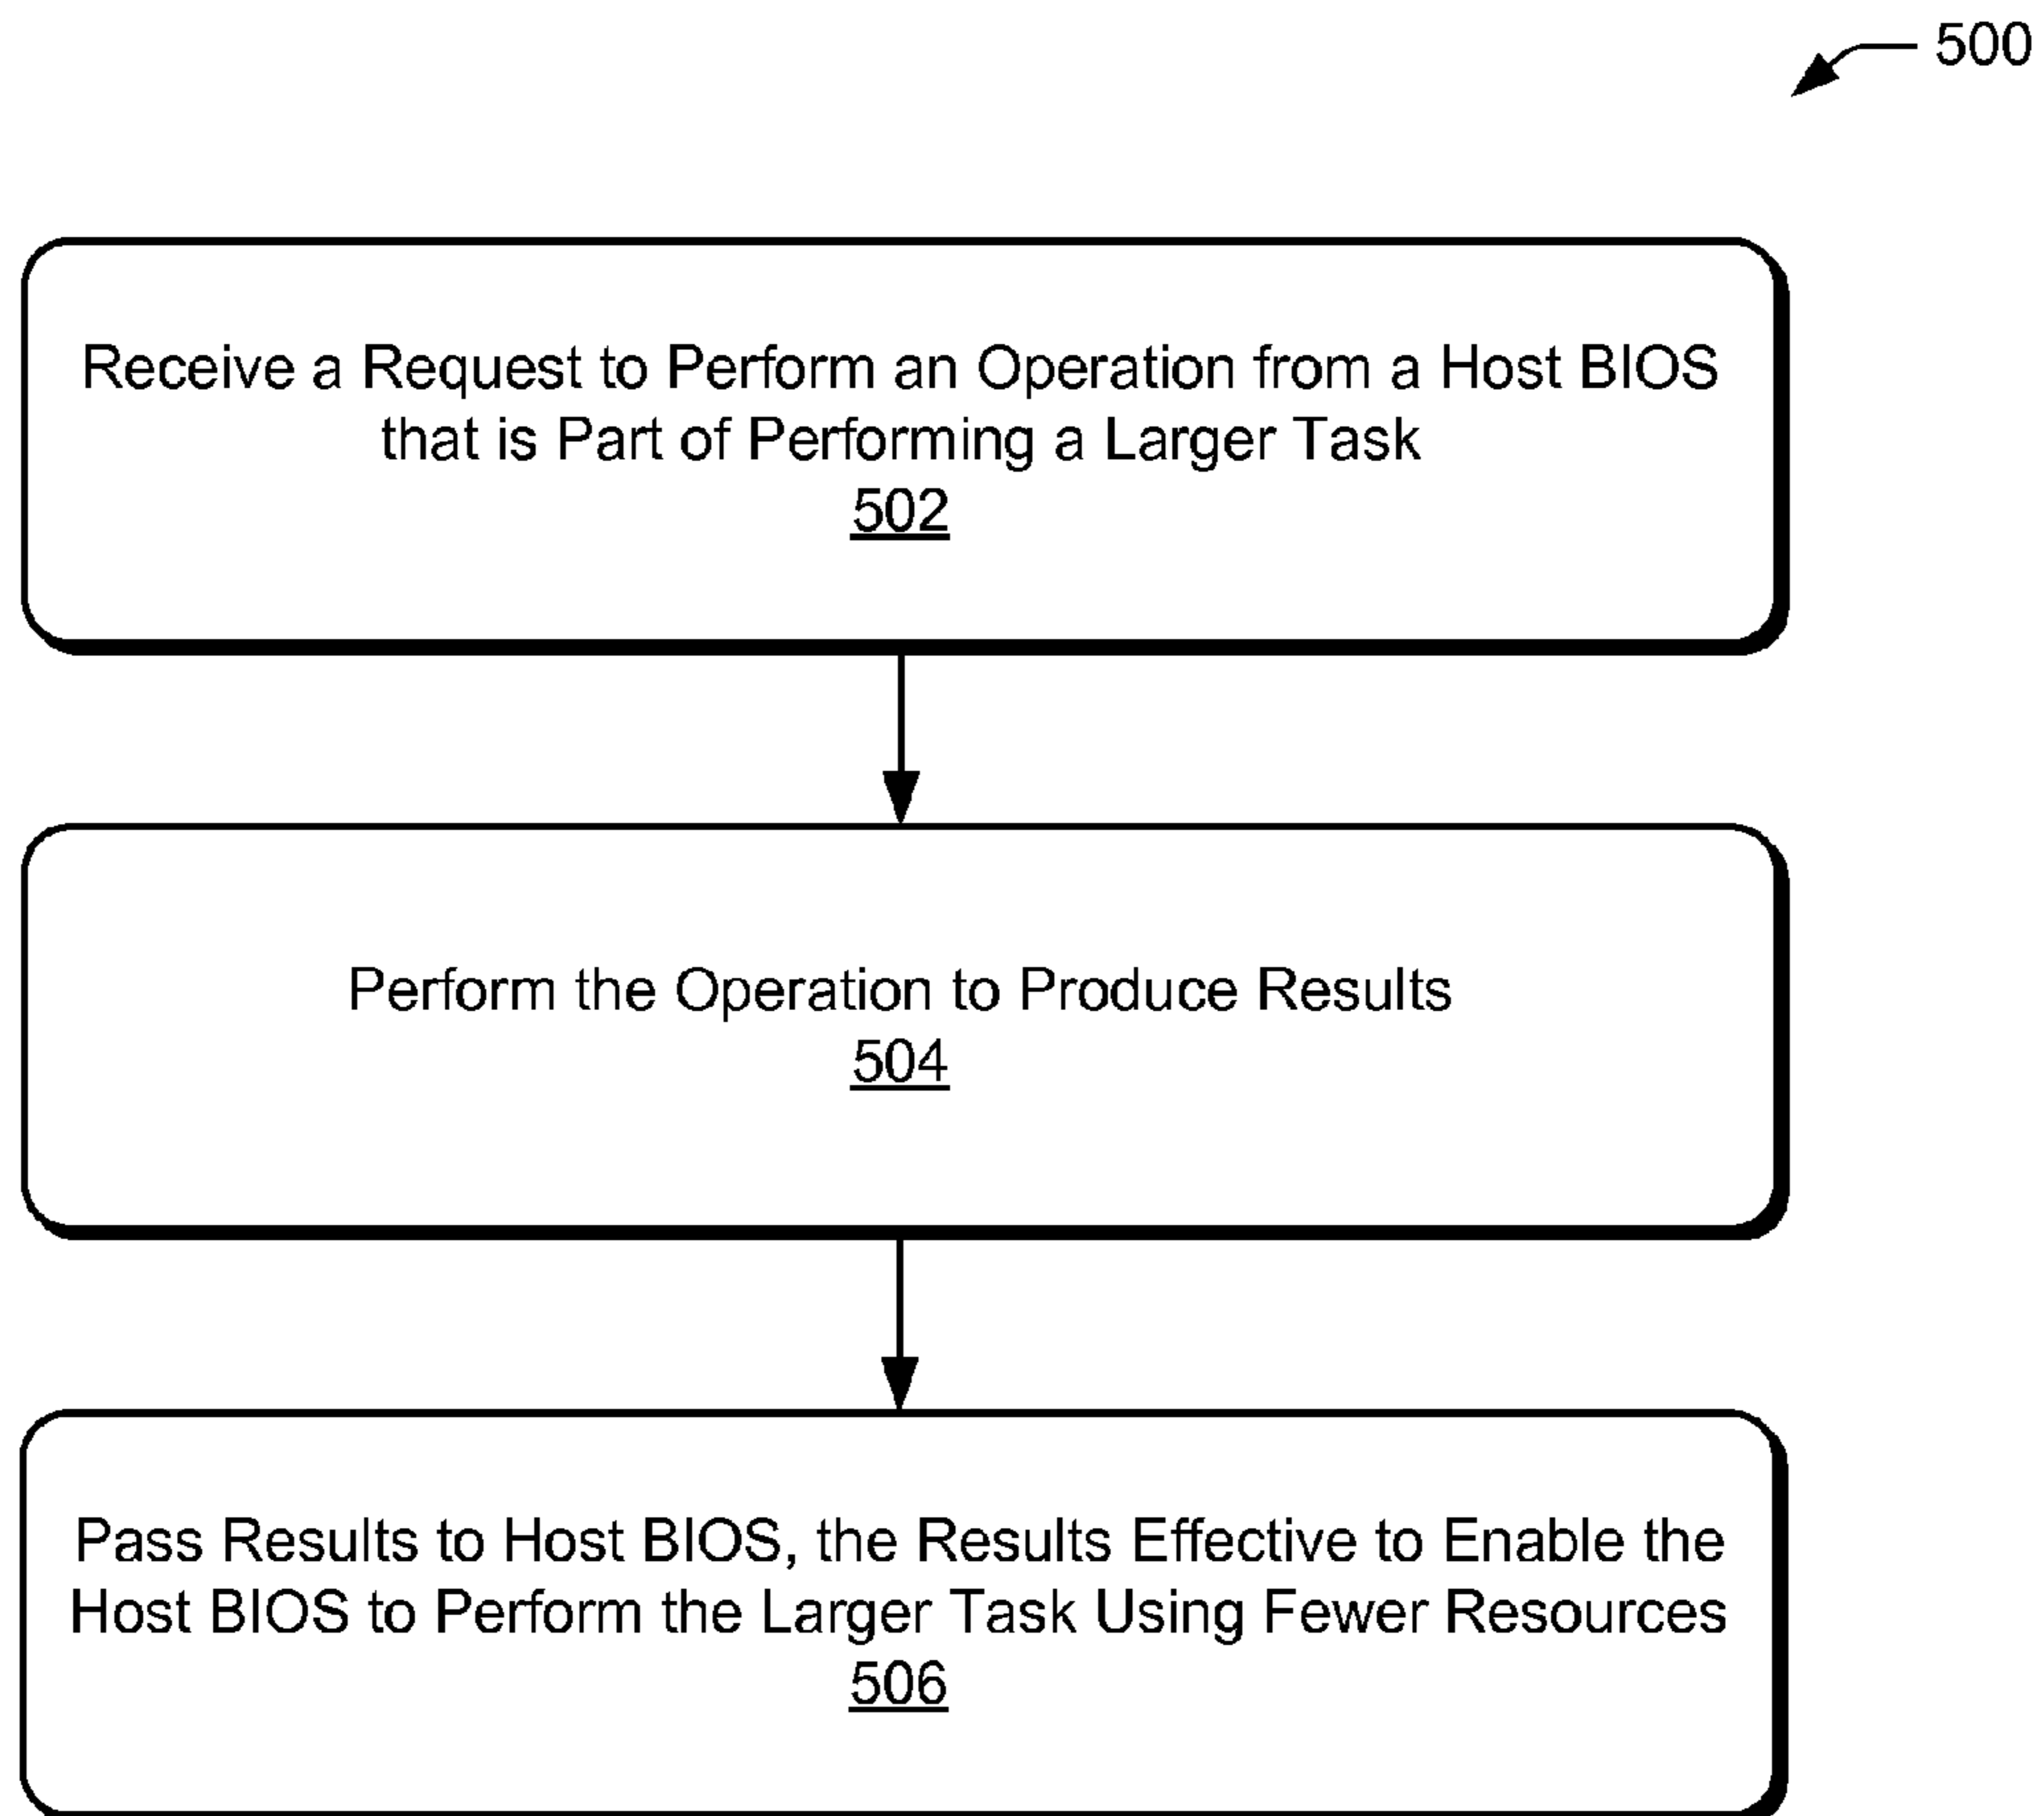 500
Receive a Request to Perform an Operation from a Host BIOS
that is Part of Performing a Larger Task
502
Perform the Operation to Produce Results
504
Pass Results to Host BIOS, the Results Effective to Enable the
Host BIOS to Perform the Larger Task Using Fewer Resources
506